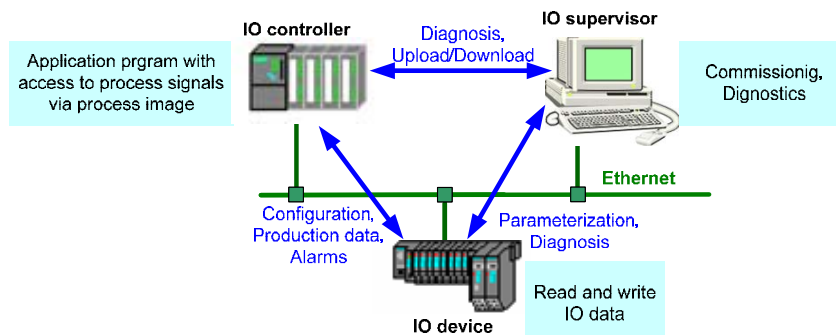 IO controller
IO supervisor
Diagnosis,
Upload/Download
Application prgram with
access to process signals
via process image
Commissionig,
Dignostics
Ethernet
Configuration,
Production data,
Alarms
Parameterization,
Diagnosis
Read and write
IO data
IO device